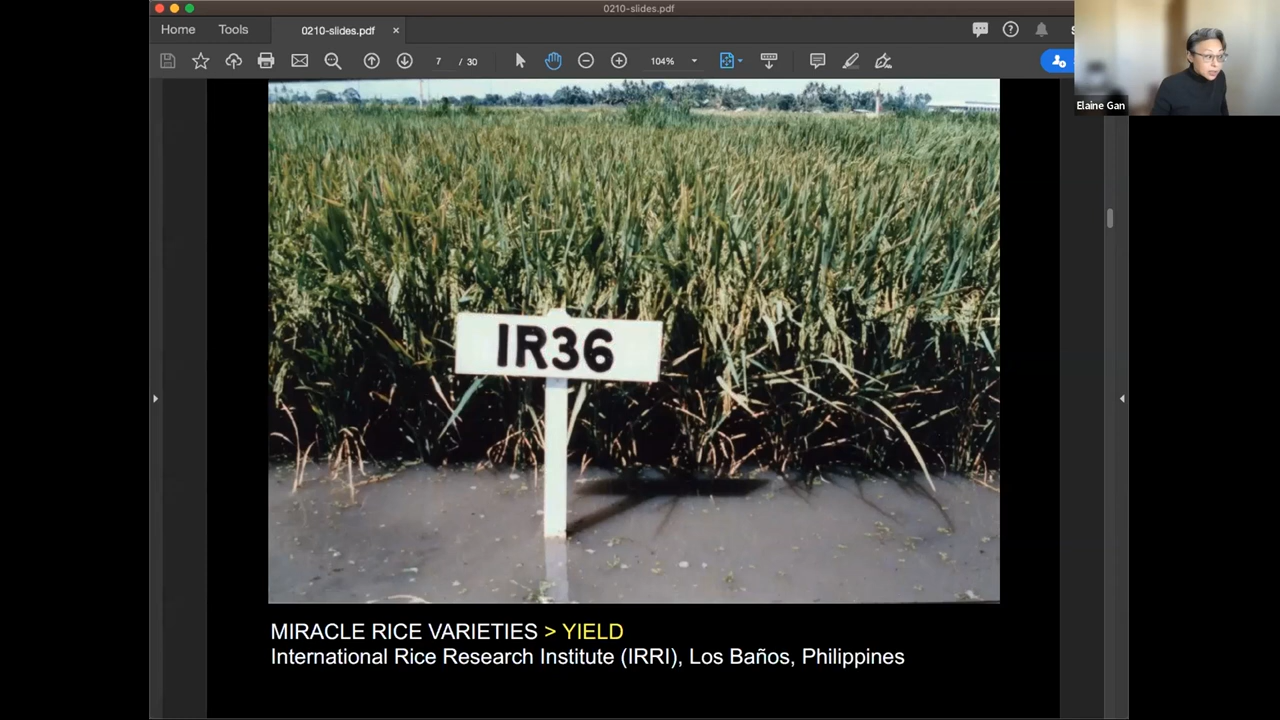 0210-slides.pdf
Home
Tools
0210-slides.pdf
7 / 30
104%
Elaine Gan
IR36
MIRACLE RICE VARIETIES > YIELD
International Rice Research Institute (IRRI), Los Baños, Philippines